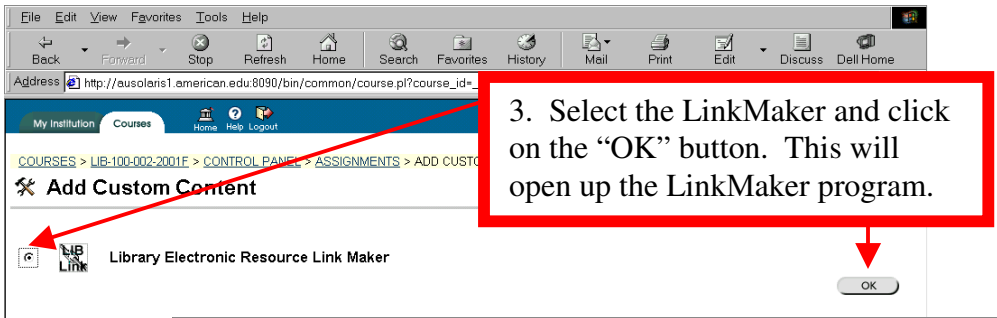 File Edit View Favorites Tools Help
Back Forward Stop Refresh Home Search Favorites History Mail Print Edit Discuss Dell Home
Address http://ausolaris1.american.edu:8090/bin/common/course.pl?course_id=_
3. Select the LinkMaker and click
on the “OK” button. This will
open up the LinkMaker program.
My Institution Courses Home Help Logout
COURSES > LIB-100-002-2001F > CONTROL PANEL > ASSIGNMENTS > ADD CUSTO
Add Custom Content
LIB Link Library Electronic Resource Link Maker
OK